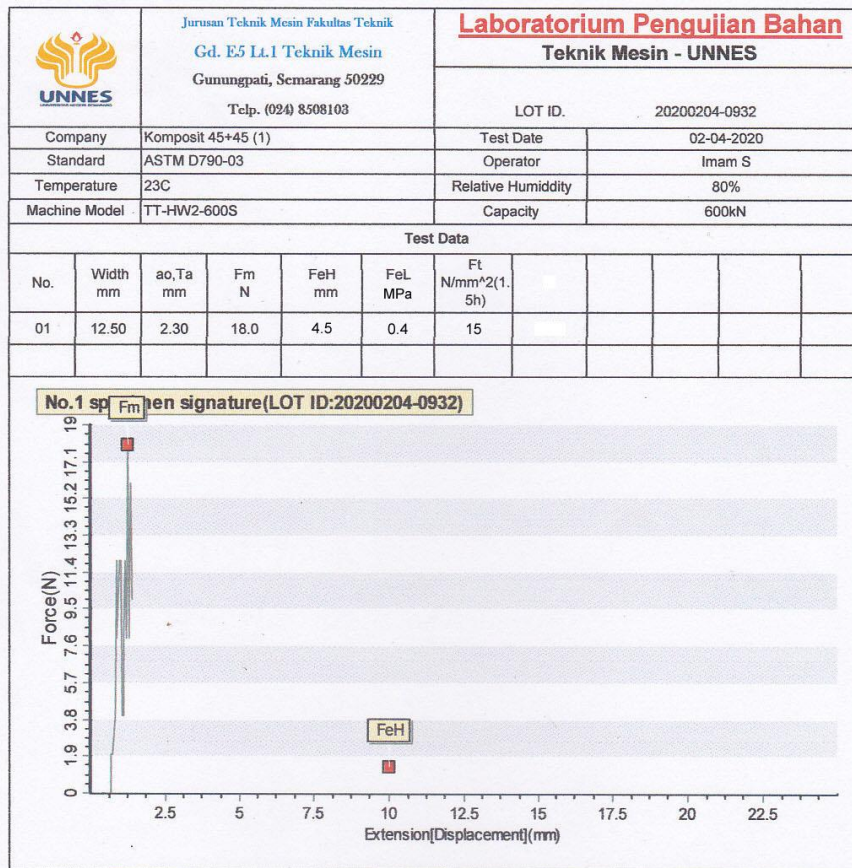 UNNES
Jurusan Teknik Mesin Fakultas Teknik
Gd. E5 Lt.1 Teknik Mesin
Gunungpati, Semarang 50229
Telp. (024) 8508103
Laboratorium Pengujian Bahan
Teknik Mesin - UNNES
LOT ID. 20200204-0932
Company Komposit 45+45 (1) Test Date 02-04-2020
Standard ASTM D790-03 Operator Imam S
Temperature 23C Relative Humiddity 80%
Machine Model TT-HW2-600S Capacity 600kN
Test Data
No. Width mm ao,Ta mm Fm N FeH mm FeL MPa Ft N/mm^2(1.5h)
01 12.50 2.30 18.0 4.5 0.4 15
No.1 sp hen signature(LOT ID:20200204-0932)
Fm
19
17.1
15.2
13.3
11.4
9.5
7.6
5.7
3.8
1.9
0
Force(N)
FeH
2.5 5 7.5 10 12.5 15 17.5 20 22.5
Extension[Displacement](mm)